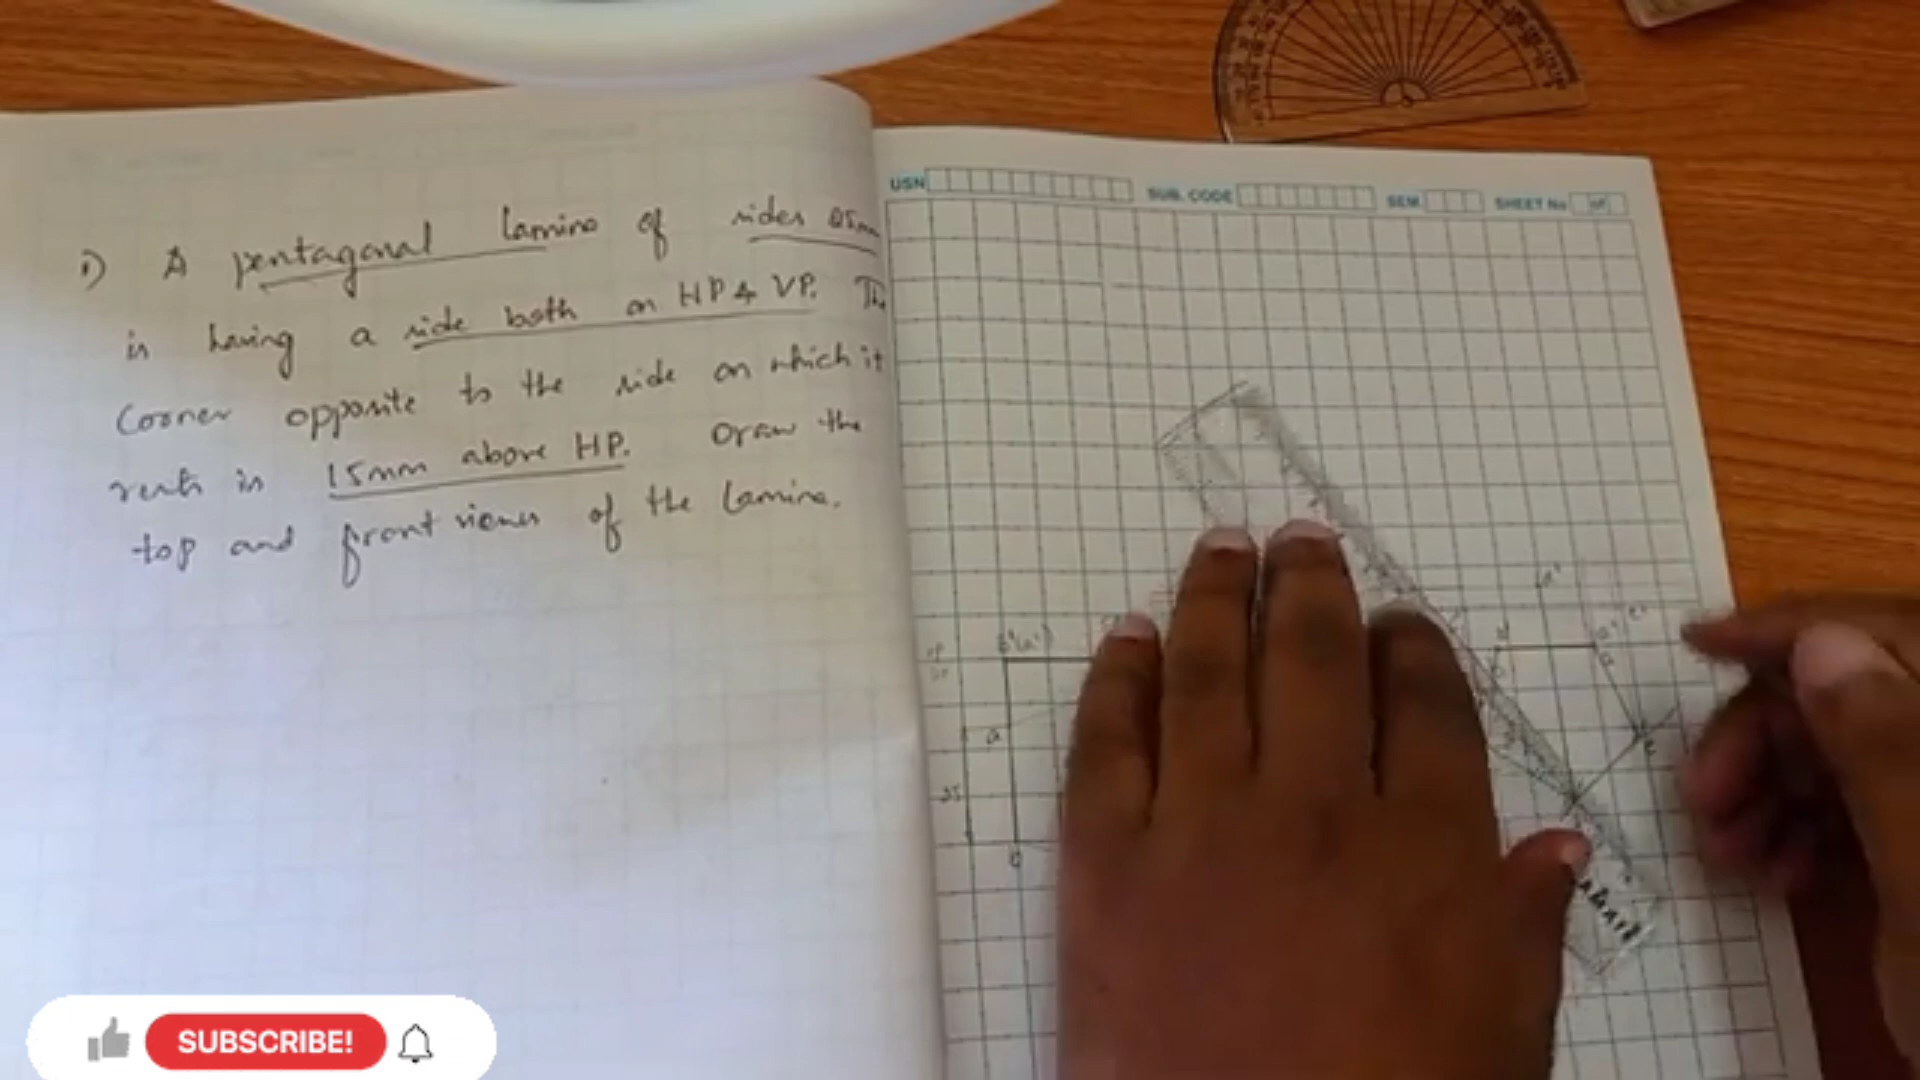 1) A pentagonal lamina of sides 25mm
is having a side both on HP & VP. The
corner opposite to the side on which it
rests is 15mm above HP. Draw the
top and front views of the lamina.
USN SUB. CODE SEM SHEET No of
b'(a')
a
25
b
d'
a'
e
SUBSCRIBE!